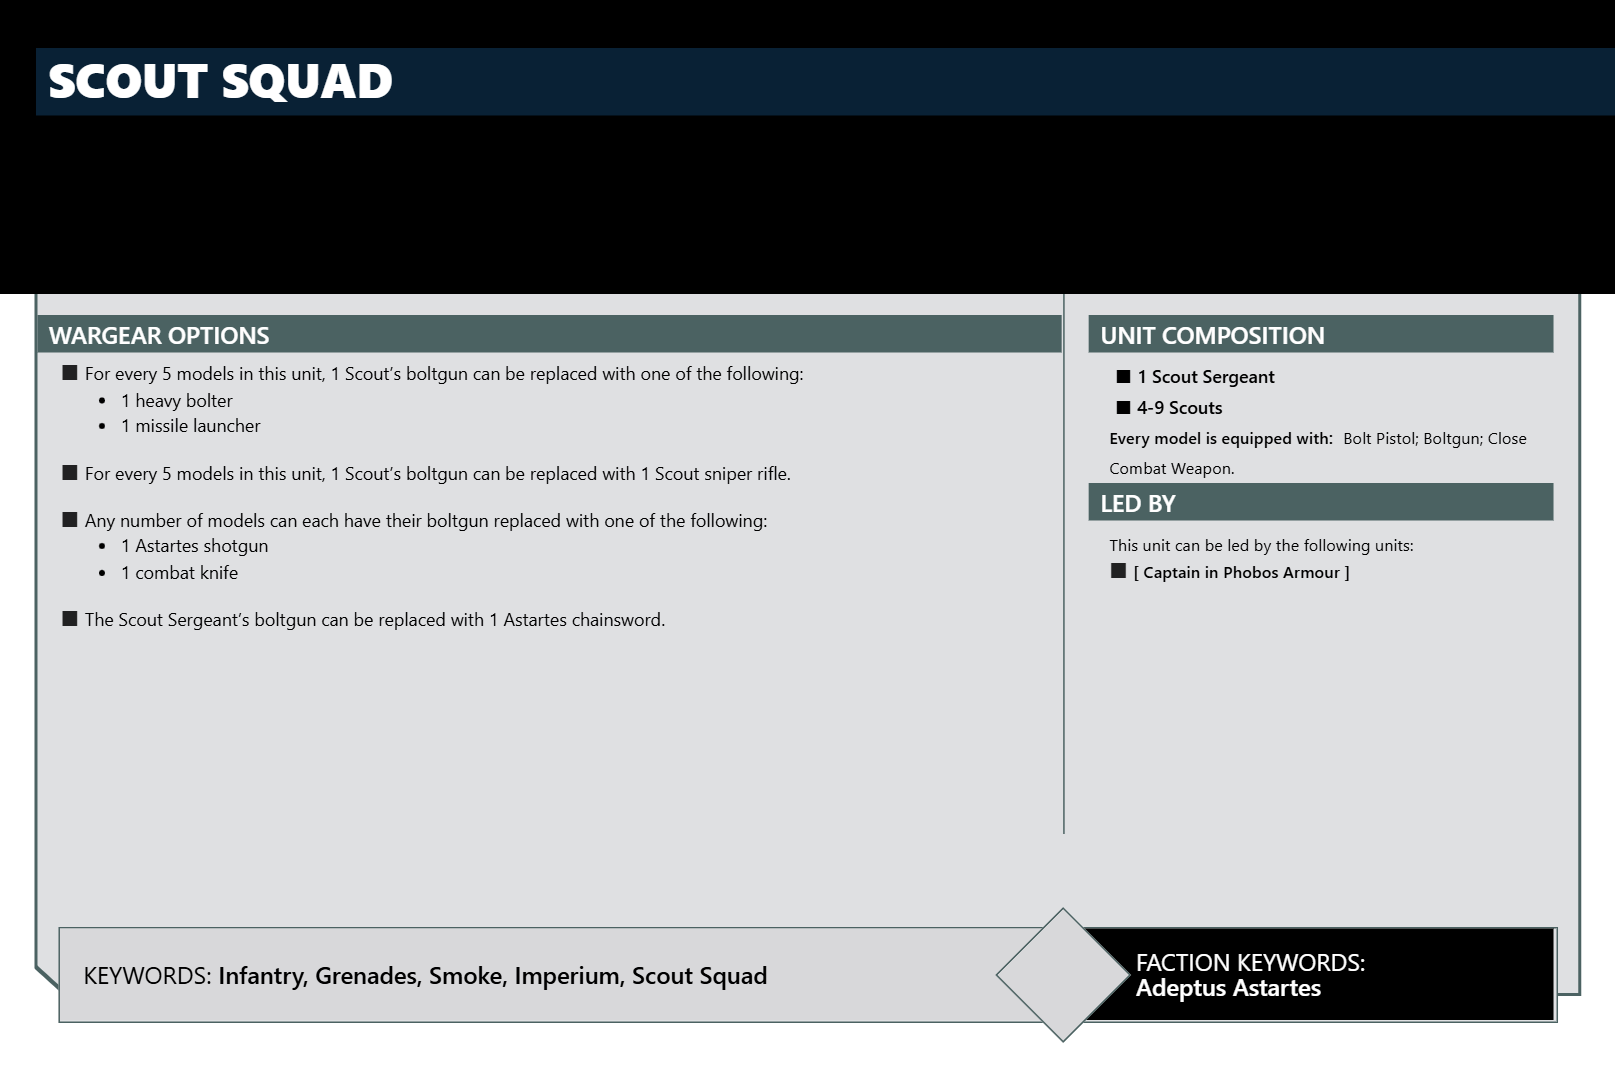 SCOUT SQUAD
WARGEAR OPTIONS
■ For every 5 models in this unit, 1 Scout’s boltgun can be replaced with one of the following:
• 1 heavy bolter
• 1 missile launcher
■ For every 5 models in this unit, 1 Scout’s boltgun can be replaced with 1 Scout sniper rifle.
■ Any number of models can each have their boltgun replaced with one of the following:
• 1 Astartes shotgun
• 1 combat knife
■ The Scout Sergeant’s boltgun can be replaced with 1 Astartes chainsword.
UNIT COMPOSITION
■ 1 Scout Sergeant
■ 4-9 Scouts
Every model is equipped with: Bolt Pistol; Boltgun; Close
Combat Weapon.
LED BY
This unit can be led by the following units:
■ [ Captain in Phobos Armour ]
KEYWORDS: Infantry, Grenades, Smoke, Imperium, Scout Squad
FACTION KEYWORDS:
Adeptus Astartes